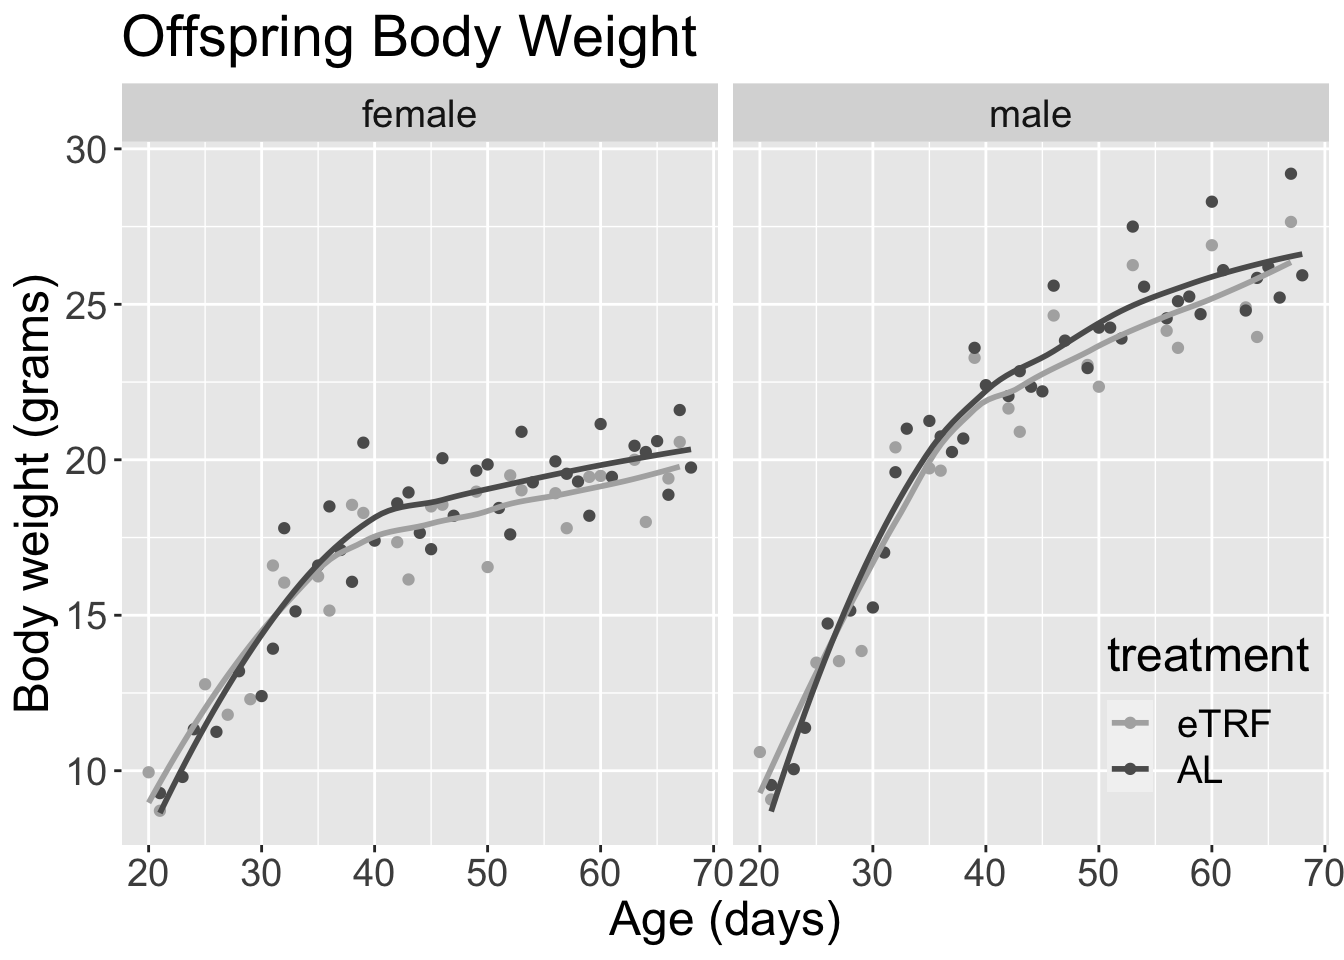 Offspring Body Weight
female male
30
25
20
15
10
Body weight (grams)
20 30 40 50 60 70 20 30 40 50 60 70
Age (days)
treatment
eTRF
AL